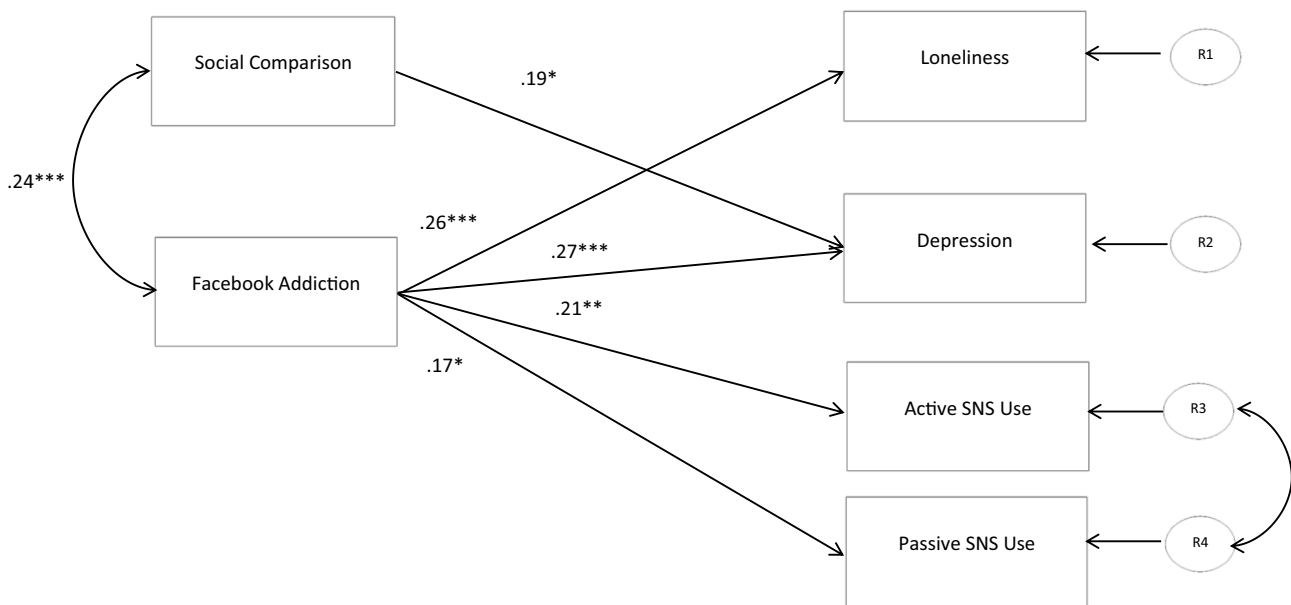 Social Comparison
Loneliness
R1
.19*
.24***
.26***
.27***
Depression
R2
Facebook Addiction
.21**
.17*
Active SNS Use
R3
Passive SNS Use
R4